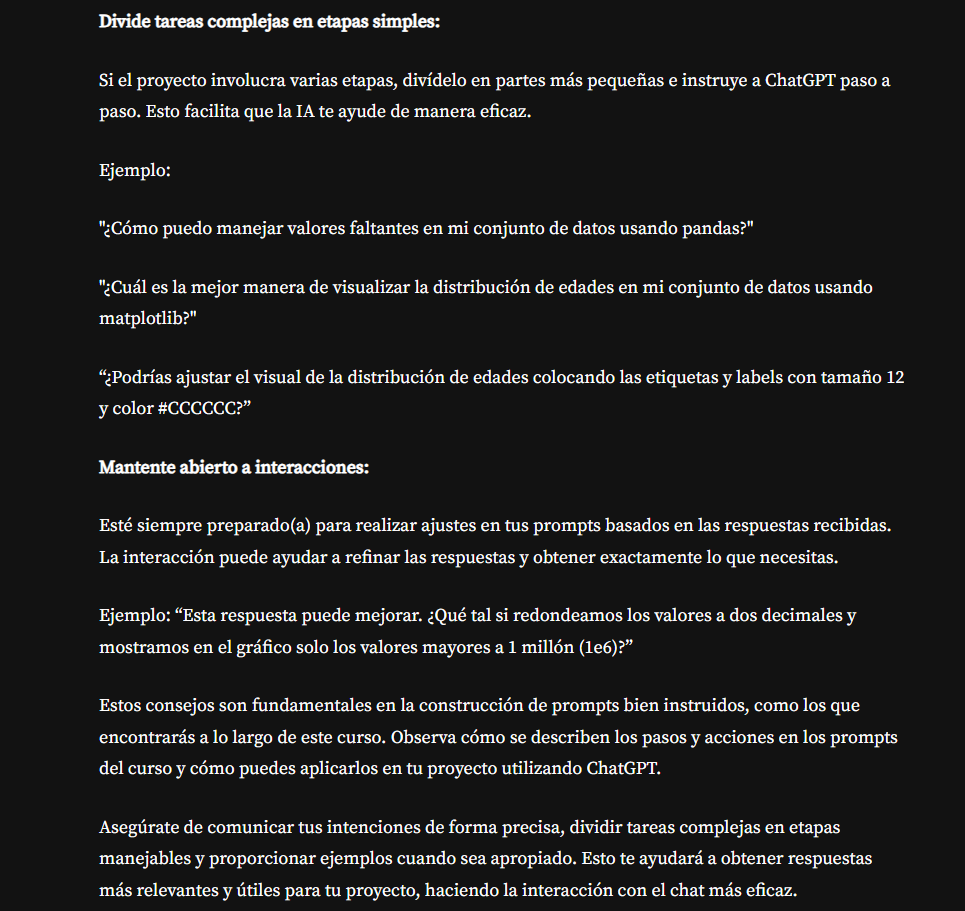 Divide tareas complejas en etapas simples:
Si el proyecto involucra varias etapas, divídelo en partes más pequeñas e instruye a ChatGPT paso a
paso. Esto facilita que la IA te ayude de manera eficaz.
Ejemplo:
"¿Cómo puedo manejar valores faltantes en mi conjunto de datos usando pandas?"
"¿Cuál es la mejor manera de visualizar la distribución de edades en mi conjunto de datos usando
matplotlib?"
“¿Podrías ajustar el visual de la distribución de edades colocando las etiquetas y labels con tamaño 12
y color #CCCCCC?”
Mantente abierto a interacciones:
Esté siempre preparado(a) para realizar ajustes en tus prompts basados en las respuestas recibidas.
La interacción puede ayudar a refinar las respuestas y obtener exactamente lo que necesitas.
Ejemplo: “Esta respuesta puede mejorar. ¿Qué tal si redondeamos los valores a dos decimales y
mostramos en el gráfico solo los valores mayores a 1 millón (1e6)?”
Estos consejos son fundamentales en la construcción de prompts bien instruidos, como los que
encontrarás a lo largo de este curso. Observa cómo se describen los pasos y acciones en los prompts
del curso y cómo puedes aplicarlos en tu proyecto utilizando ChatGPT.
Asegúrate de comunicar tus intenciones de forma precisa, dividir tareas complejas en etapas
manejables y proporcionar ejemplos cuando sea apropiado. Esto te ayudará a obtener respuestas
más relevantes y útiles para tu proyecto, haciendo la interacción con el chat más eficaz.